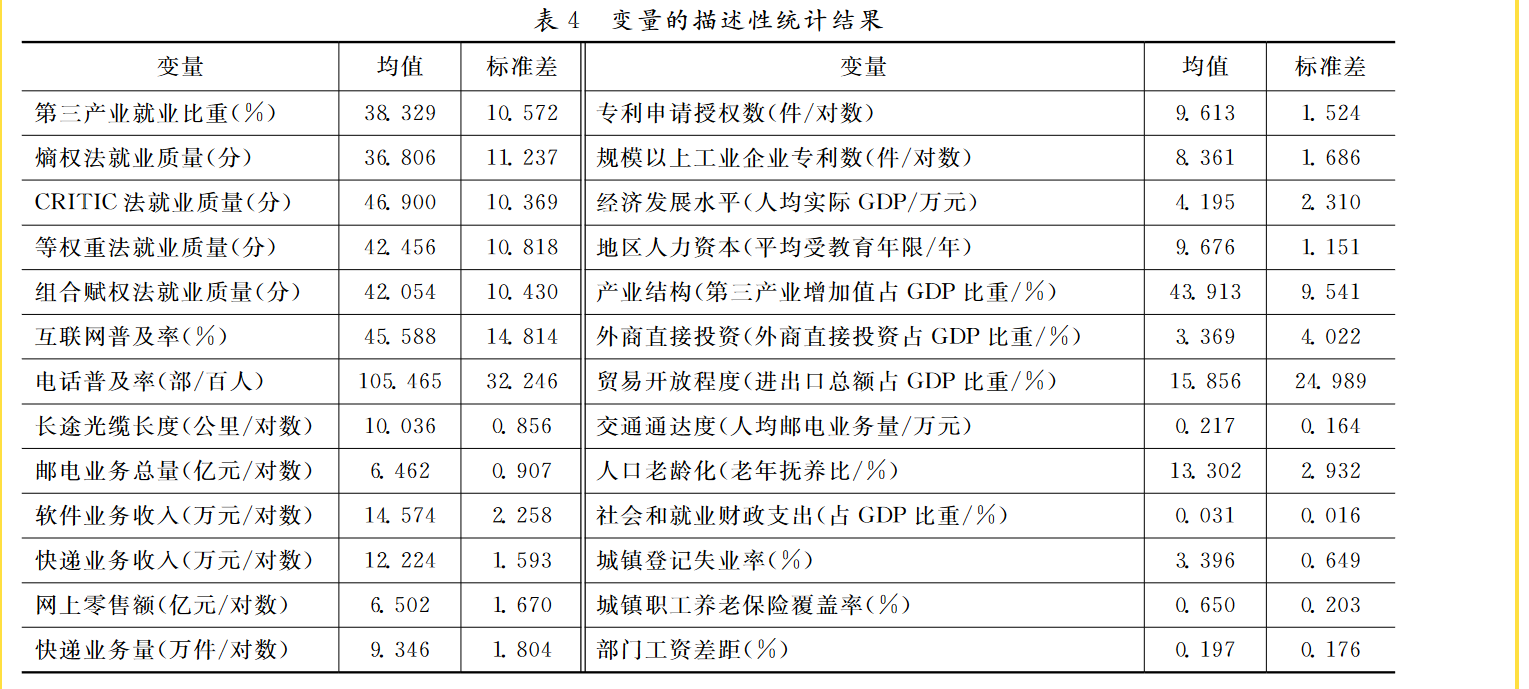 表 4 变量的描述性统计结果
变量 均值 标准差 变量 均值 标准差
第三产业就业比重(%) 38.329 10.572 专利申请授权数(件/对数) 9.613 1.524
熵权法就业质量(分) 36.806 11.237 规模以上工业企业专利数(件/对数) 8.361 1.686
CRITIC 法就业质量(分) 46.900 10.369 经济发展水平(人均实际 GDP/万元) 4.195 2.310
等权重法就业质量(分) 42.456 10.818 地区人力资本(平均受教育年限/年) 9.676 1.151
组合赋权法就业质量(分) 42.054 10.430 产业结构(第三产业增加值占 GDP 比重/%) 43.913 9.541
互联网普及率(%) 45.588 14.814 外商直接投资(外商直接投资占 GDP 比重/%) 3.369 4.022
电话普及率(部/百人) 105.465 32.246 贸易开放程度(进出口总额占 GDP 比重/%) 15.856 24.989
长途光缆长度(公里/对数) 10.036 0.856 交通通达度(人均邮电业务量/万元) 0.217 0.164
邮电业务总量(亿元/对数) 6.462 0.907 人口老龄化(老年抚养比/%) 13.302 2.932
软件业务收入(万元/对数) 14.574 2.258 社会和就业财政支出(占 GDP 比重/%) 0.031 0.016
快递业务收入(万元/对数) 12.224 1.593 城镇登记失业率(%) 3.396 0.649
网上零售额(亿元/对数) 6.502 1.670 城镇职工养老保险覆盖率(%) 0.650 0.203
快递业务量(万件/对数) 9.346 1.804 部门工资差距(%) 0.197 0.176